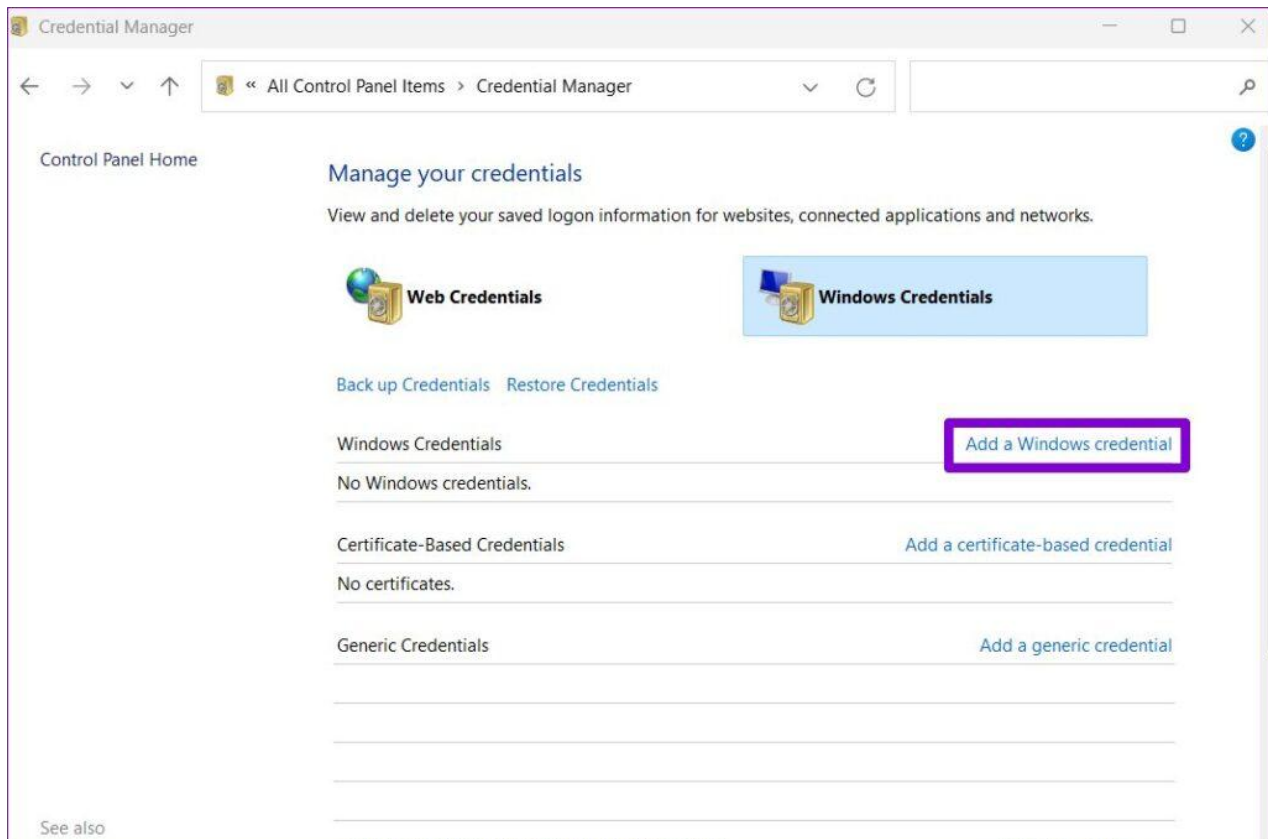 Credential Manager
« All Control Panel Items > Credential Manager
?
Control Panel Home
Manage your credentials
View and delete your saved logon information for websites, connected applications and networks.
Web Credentials
Windows Credentials
Back up Credentials Restore Credentials
Windows Credentials Add a Windows credential
No Windows credentials.
Certificate-Based Credentials Add a certificate-based credential
No certificates.
Generic Credentials Add a generic credential
See also